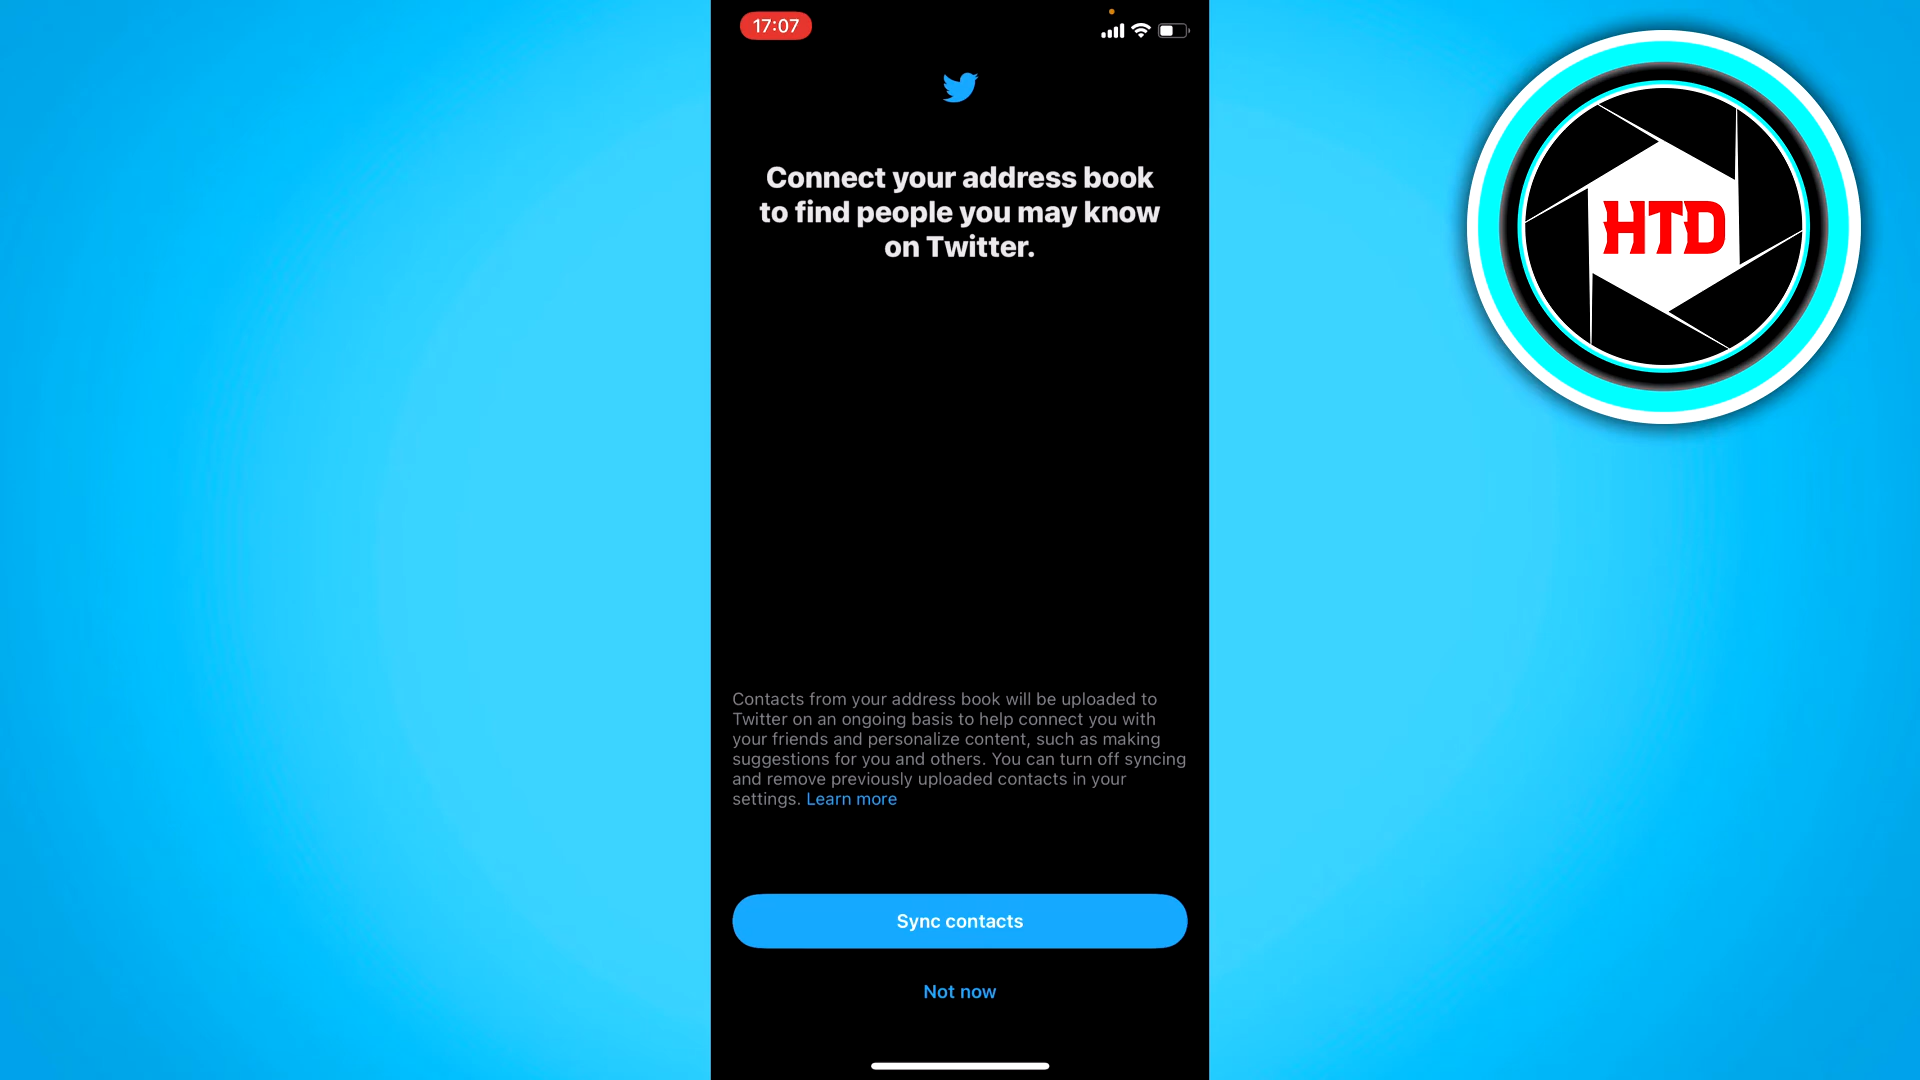 17:07
Connect your address book
to find people you may know
on Twitter.
HTD
Contacts from your address book will be uploaded to
Twitter on an ongoing basis to help connect you with
your friends and personalize content, such as making
suggestions for you and others. You can turn off syncing
and remove previously uploaded contacts in your
settings. Learn more
Sync contacts
Not now